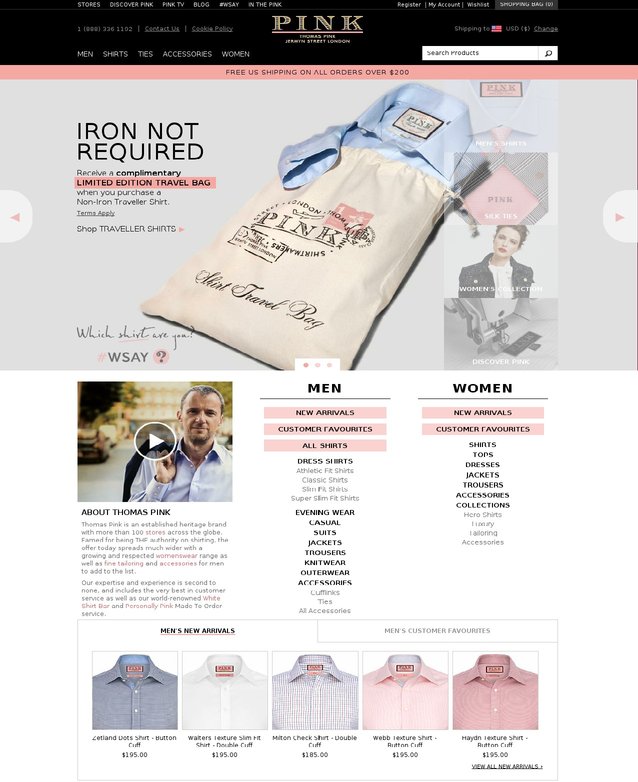 STORES DISCOVER PINK PINK TV BLOG #WSAY IN THE PINK Register | My Account | Wishlist SHOPPING BAG (0)
1 (888) 336 1102 | Contact Us | Cookie Policy
PINK
THOMAS PINK
JERMYN STREET LONDON
Shipping to USD ($) Change
MEN SHIRTS TIES ACCESSORIES WOMEN
Search Products
FREE US SHIPPING ON ALL ORDERS OVER $200
IRON NOT
REQUIRED
Receive a complimentary
LIMITED EDITION TRAVEL BAG
when you purchase a
Non-Iron Traveller Shirt.
Terms Apply
Shop TRAVELLER SHIRTS
Which shirt are you?
#WSAY ?
PINK
LONDON
PINK
SHIRTMAKERS
Shirt Travel Bag
MEN'S SHIRTS
PINK
SILK TIES
WOMEN'S COLLECTION
DISCOVER PINK
ABOUT THOMAS PINK
Thomas Pink is an established heritage brand
with more than 100 stores across the globe.
Famed for being THE authority on shirting, the
offer today spreads much wider with a
growing and respected womenswear range as
well as fine tailoring and accessories for men
to add to the list.
Our expertise and experience is second to
none, and includes the very best in customer
service as well as our world-renowned White
Shirt Bar and Personally Pink Made To Order
service.
MEN
NEW ARRIVALS
CUSTOMER FAVOURITES
ALL SHIRTS
DRESS SHIRTS
Athletic Fit Shirts
Classic Shirts
Slim Fit Shirts
Super Slim Fit Shirts
EVENING WEAR
CASUAL
SUITS
JACKETS
TROUSERS
KNITWEAR
OUTERWEAR
ACCESSORIES
Cufflinks
Ties
All Accessories
WOMEN
NEW ARRIVALS
CUSTOMER FAVOURITES
SHIRTS
TOPS
DRESSES
JACKETS
TROUSERS
ACCESSORIES
COLLECTIONS
Hero Shirts
Luxury
Tailoring
Accessories
MEN'S NEW ARRIVALS MEN'S CUSTOMER FAVOURITES
PINK PINK PINK PINK PINK
Zetland Dots Shirt - Button
Cuff
$195.00
Walters Texture Slim Fit
Shirt - Double Cuff
$195.00
Milton Check Shirt - Double
Cuff
$185.00
Webb Texture Shirt -
Button Cuff
$195.00
Haydn Texture Shirt -
Button Cuff
$195.00
VIEW ALL NEW ARRIVALS